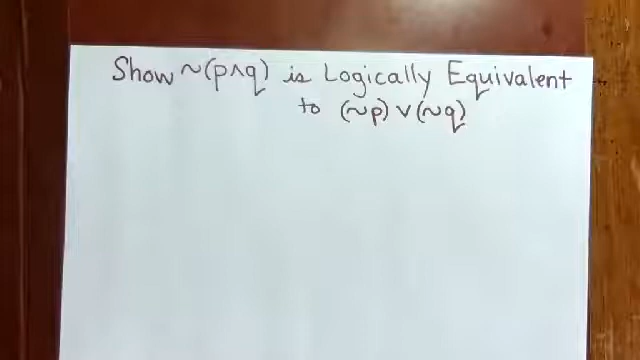 Show ~(p∧q) is Logically Equivalent
to (~p) ∨ (~q)